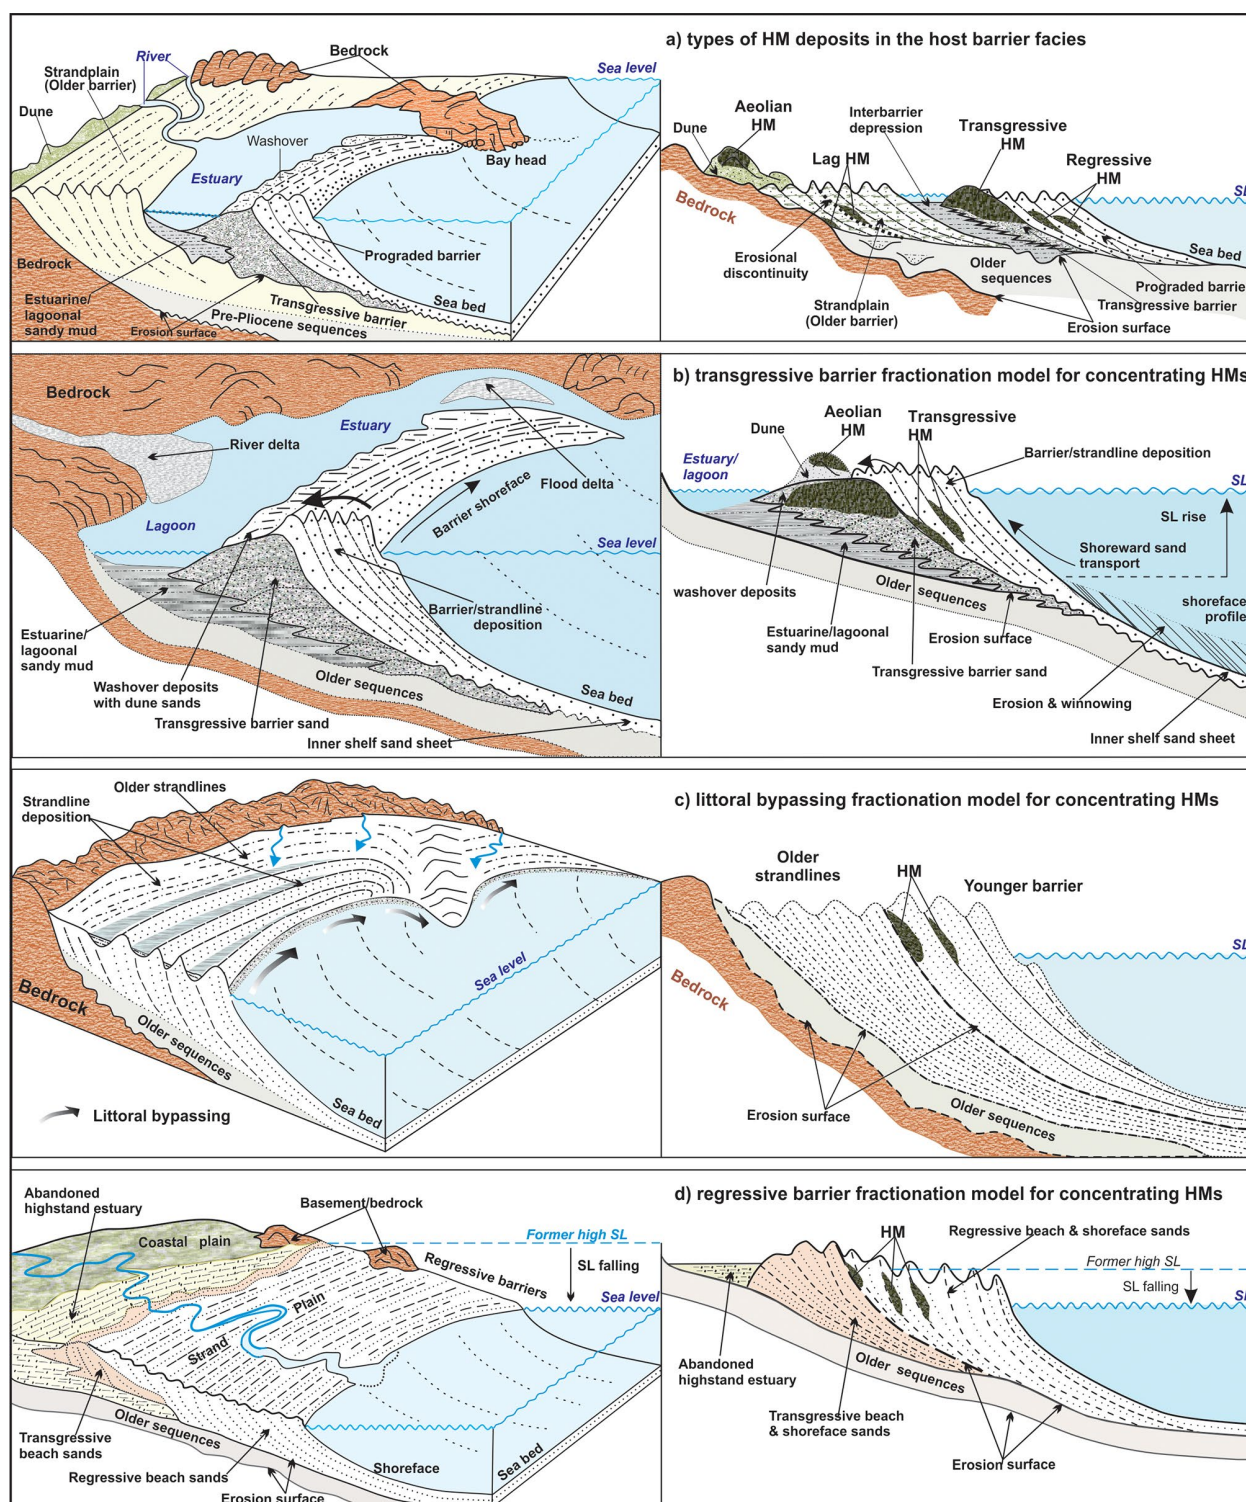 a) types of HM deposits in the host barrier facies
River
Bedrock
Strandplain
(Older barrier)
Sea level
Dune
Washover
Bay head
Estuary
Prograded barrier
Bedrock
Sea bed
Estuarine/
lagoonal
sandy mud
Erosion surface
Transgressive barrier
Pre-Pliocene sequences
Dune
Aeolian
HM
Interbarrier
depression
Transgressive
HM
Lag HM
Regressive
HM
SL
Bedrock
Erosional
discontinuity
Older
sequences
Sea bed
Prograded barrier
Transgressive barrier
Strandplain
(Older barrier)
Erosion surface
b) transgressive barrier fractionation model for concentrating HMs
Bedrock
Estuary
River delta
Flood delta
Barrier shoreface
Lagoon
Sea level
Estuarine/
lagoonal
sandy mud
Barrier/strandline
deposition
Washover deposits
with dune sands
Older sequences
Sea bed
Transgressive barrier sand
Inner shelf sand sheet
Aeolian
HM
Transgressive
HM
Dune
Barrier/strandline deposition
Estuary/
lagoon
SL
SL rise
Shoreward sand
transport
washover deposits
Older sequences
shoreface
profile
Estuarine/lagoonal
sandy mud
Erosion surface
Transgressive barrier sand
Erosion & winnowing
Inner shelf sand sheet
c) littoral bypassing fractionation model for concentrating HMs
Older strandlines
Strandline
deposition
Sea level
Bedrock
Older sequences
Sea bed
Littoral bypassing
Older
strandlines
HM
Younger barrier
SL
Bedrock
Erosion surface
Older sequences
d) regressive barrier fractionation model for concentrating HMs
Abandoned
highstand estuary
Basement/bedrock
Coastal plain
Former high SL
SL falling
Regressive barriers
Sea level
Strand
Plain
Older sequences
Transgressive
beach sands
Regressive beach sands
Shoreface
Sea bed
Erosion surface
HM
Regressive beach & shoreface sands
Former high SL
SL falling
SL
Abandoned
highstand estuary
Older sequences
Transgressive beach
& shoreface sands
Erosion surface